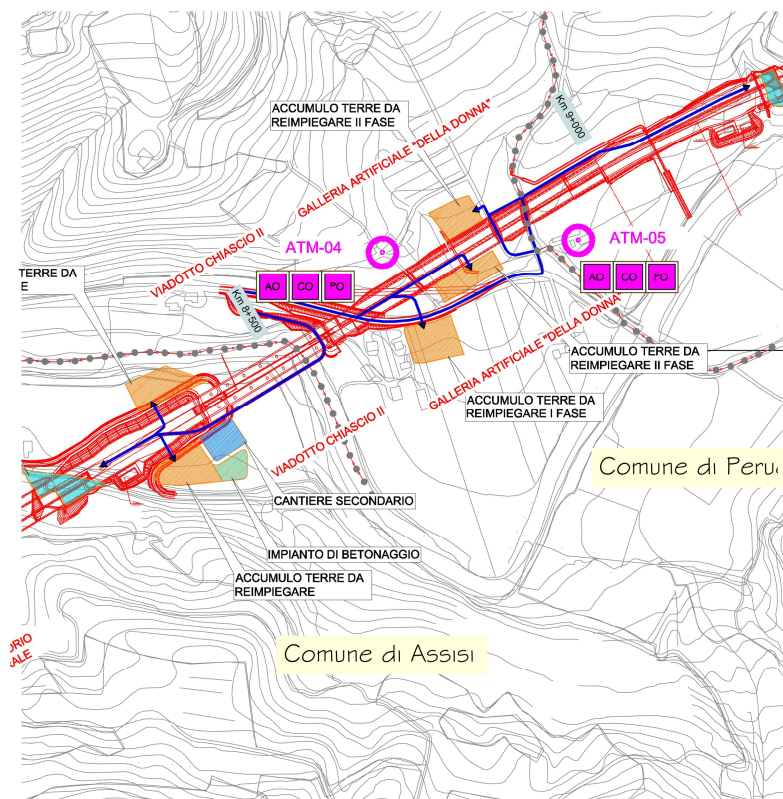 ACCUMULO TERRE DA
REIMPIEGARE II FASE
Km 9+000
GALLERIA ARTIFICIALE "DELLA DONNA"
VIADOTTO CHIASCIO II
ATM-04
ATM-05
AO CO PO
AO CO PO
TERRE DA
E
Km 8+500
GALLERIA ARTIFICIALE "DELLA DONNA"
ACCUMULO TERRE DA
REIMPIEGARE II FASE
ACCUMULO TERRE DA
REIMPIEGARE I FASE
VIADOTTO CHIASCIO II
Comune di Peru
CANTIERE SECONDARIO
IMPIANTO DI BETONAGGIO
ACCUMULO TERRE DA
REIMPIEGARE
ORIO
ALE
Comune di Assisi